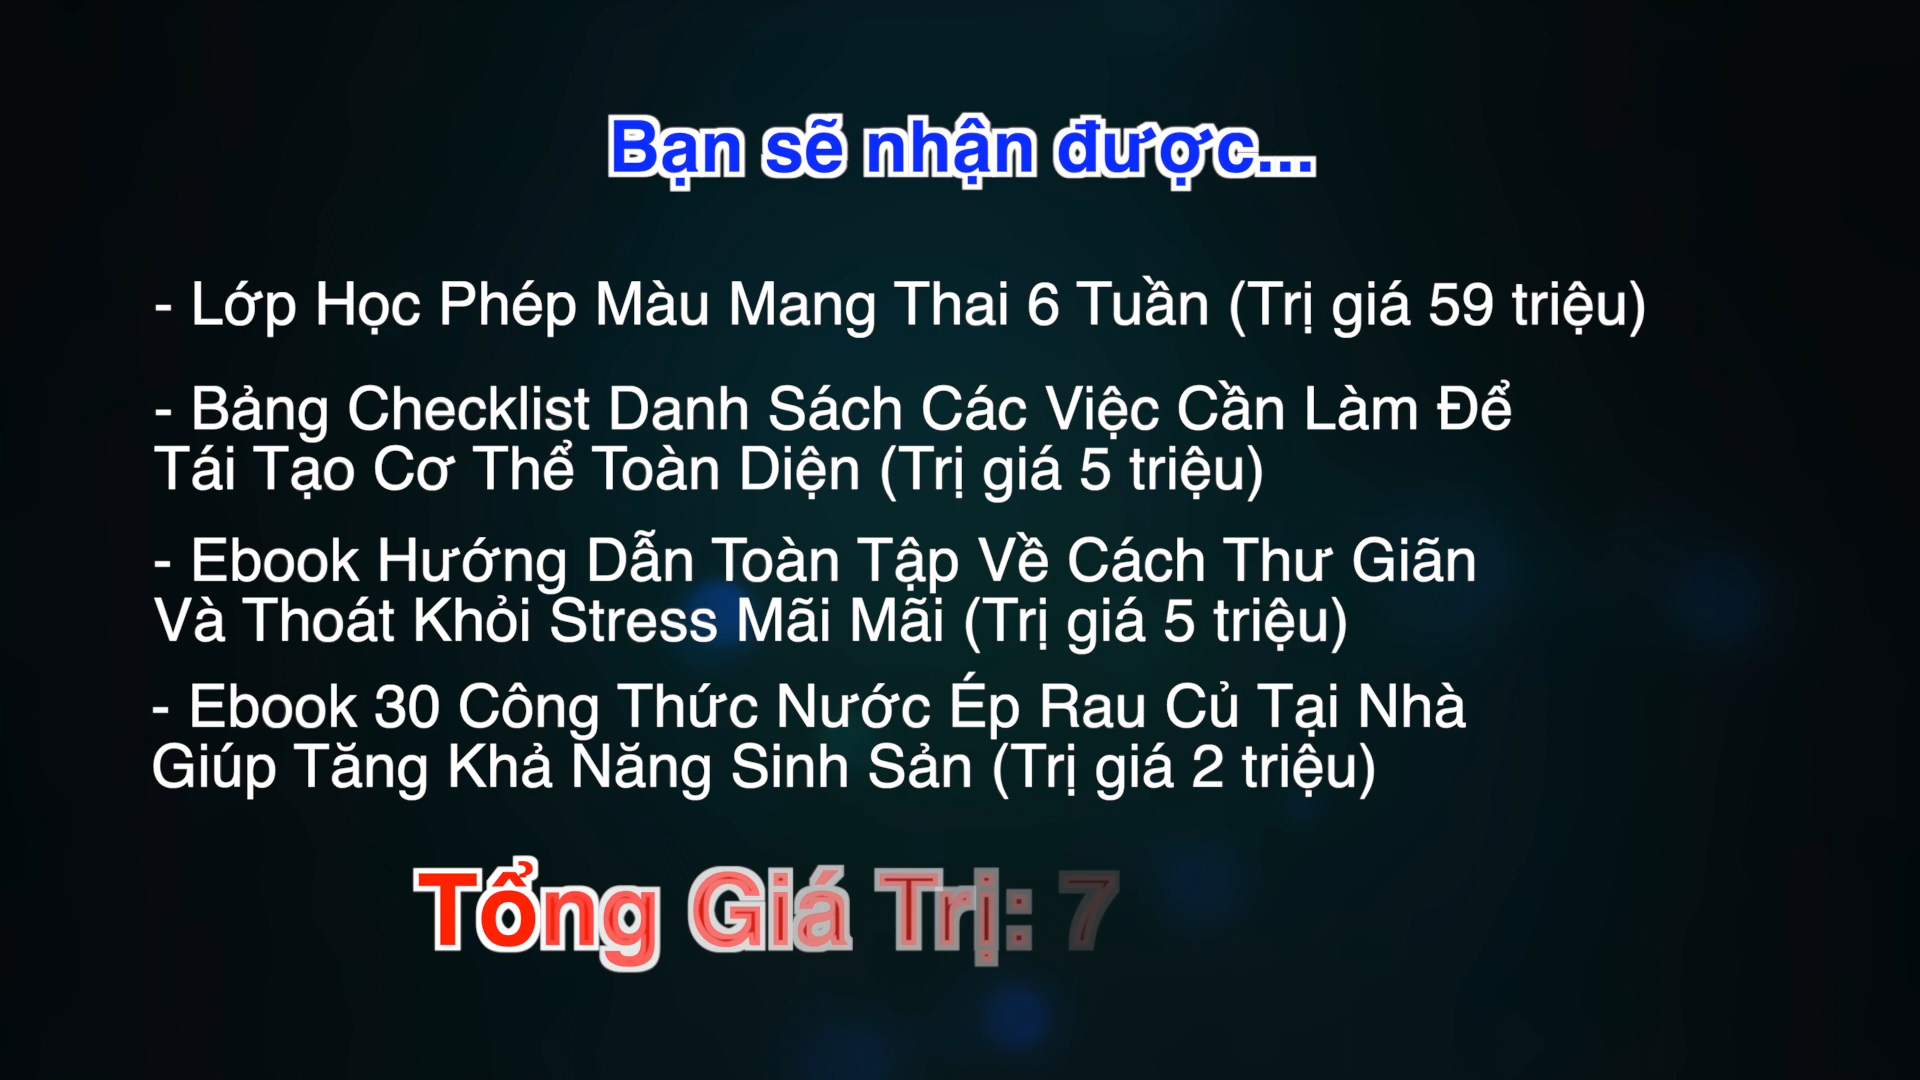 Bạn sẽ nhận được...
- Lớp Học Phép Màu Mang Thai 6 Tuần (Trị giá 59 triệu)
- Bảng Checklist Danh Sách Các Việc Cần Làm Để
Tái Tạo Cơ Thể Toàn Diện (Trị giá 5 triệu)
- Ebook Hướng Dẫn Toàn Tập Về Cách Thư Giãn
Và Thoát Khỏi Stress Mãi Mãi (Trị giá 5 triệu)
- Ebook 30 Công Thức Nước Ép Rau Củ Tại Nhà
Giúp Tăng Khả Năng Sinh Sản (Trị giá 2 triệu)
Tổng Giá Trị: 7